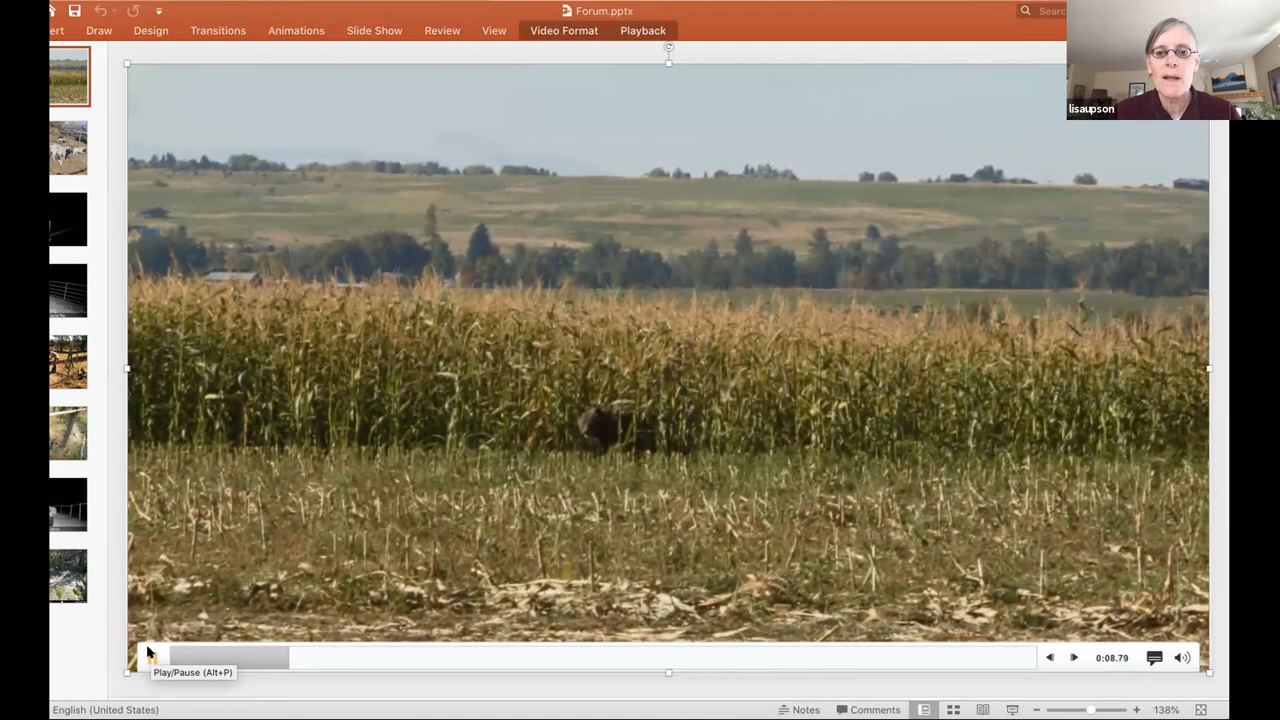 Forum.pptx
Searc
ert Draw Design Transitions Animations Slide Show Review View Video Format Playback
lisaupson
Play/Pause (Alt+P)
0:08.79
English (United States) Notes Comments 138%